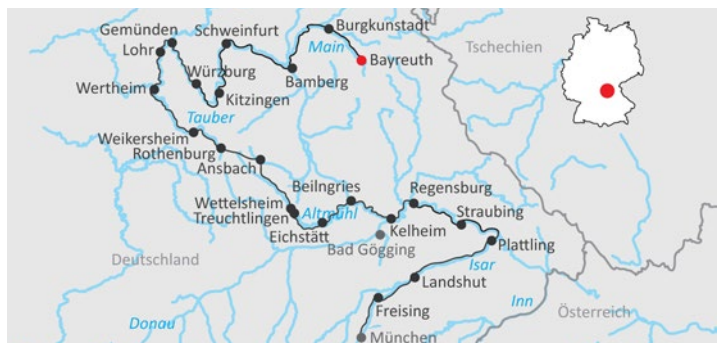 Gemünden
Schweinfurt
Burgkunstadt
Tschechien
Lohr
Main
Bayreuth
Würzburg
Bamberg
Wertheim
Kitzingen
Tauber
Weikersheim
Rothenburg
Ansbach
Beilngries
Regensburg
Wettelsheim
Treuchtlingen
Altmühl
Straubing
Eichstätt
Kelheim
Plattling
Bad Gögging
Deutschland
Isar
Landshut
Inn
Freising
Österreich
Donau
München